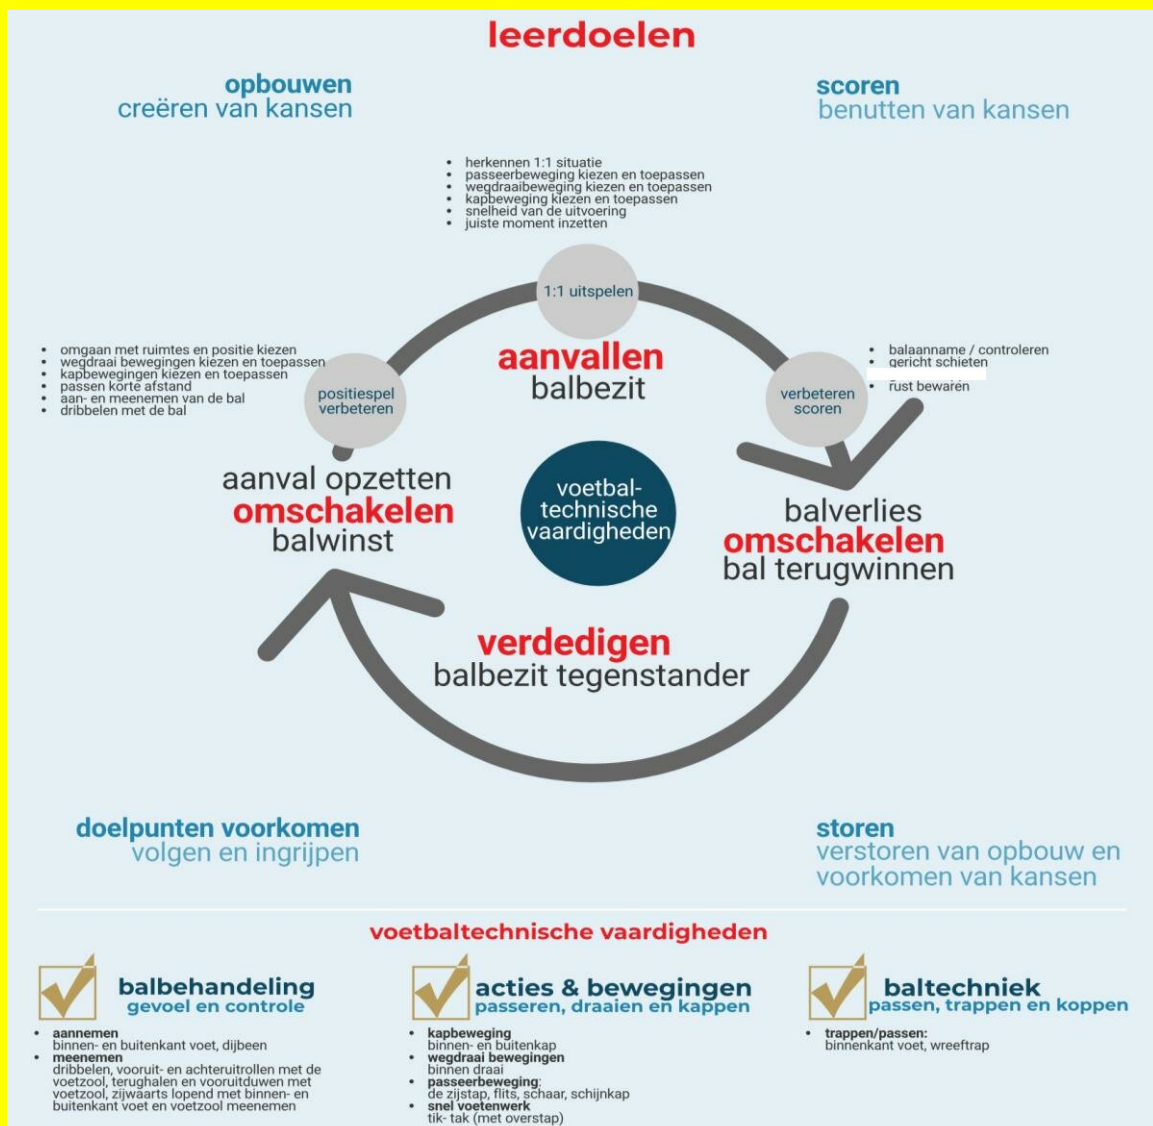 leerdoelen
opbouwen
creëren van kansen
scoren
benutten van kansen
• herkennen 1:1 situatie
• passeerbeweging kiezen en toepassen
• wegdraaibeweging kiezen en toepassen
• kapbeweging kiezen en toepassen
• snelheid van de uitvoering
• juiste moment inzetten
1:1 uitspelen
• omgaan met ruimtes en positie kiezen
• wegdraai bewegingen kiezen en toepassen
• kapbewegingen kiezen en toepassen
• passen korte afstand
• aan- en meenemen van de bal
• dribbelen met de bal
positiespel
verbeteren
aanvallen
balbezit
verbeteren
scoren
• balaanname / controleren
• gericht schieten
• rust bewaren
aanval opzetten
omschakelen
balwinst
voetbal-
technische
vaardigheden
balverlies
omschakelen
bal terugwinnen
verdedigen
balbezit tegenstander
doelpunten voorkomen
volgen en ingrijpen
storen
verstoren van opbouw en
voorkomen van kansen
voetbaltechnische vaardigheden
balbehandeling
gevoel en controle
• aannemen
binnen- en buitenkant voet, dijbeen
• meenemen
dribbelen, vooruit- en achteruitrollen met de
voetzool, terughalen en vooruitduwen met
voetzool, zijwaarts lopend met binnen- en
buitenkant voet en voetzool meenemen
acties & bewegingen
passeren, draaien en kappen
• kapbeweging
binnen- en buitenkap
• wegdraai bewegingen
binnen draai
• passeerbeweging:
de zijstap, flits, schaar, schijnkap
• snel voetenwerk
tik- tak (met overstap)
baltechniek
passen, trappen en koppen
• trappen/passen:
binnenkant voet, wreeftrap